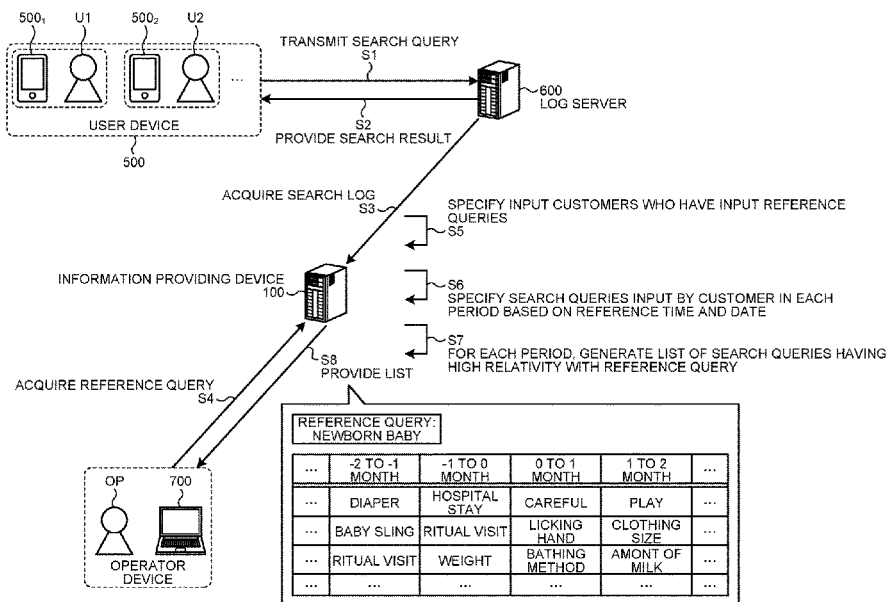 500₁
U1
500₂
U2
...
USER DEVICE
500
TRANSMIT SEARCH QUERY
S1
S2
PROVIDE SEARCH RESULT
600
LOG SERVER
ACQUIRE SEARCH LOG
S3
SPECIFY INPUT CUSTOMERS WHO HAVE INPUT REFERENCE
QUERIES
S5
INFORMATION PROVIDING DEVICE
100
S6
SPECIFY SEARCH QUERIES INPUT BY CUSTOMER IN EACH
PERIOD BASED ON REFERENCE TIME AND DATE
S7
FOR EACH PERIOD, GENERATE LIST OF SEARCH QUERIES HAVING
HIGH RELATIVITY WITH REFERENCE QUERY
S8
PROVIDE LIST
ACQUIRE REFERENCE QUERY
S4
OP
700
OPERATOR
DEVICE
REFERENCE QUERY:
NEWBORN BABY
... -2 TO -1 MONTH -1 TO 0 MONTH 0 TO 1 MONTH 1 TO 2 MONTH ...
... DIAPER HOSPITAL STAY CAREFUL PLAY ...
... BABY SLING RITUAL VISIT LICKING HAND CLOTHING SIZE ...
... RITUAL VISIT WEIGHT BATHING METHOD AMONT OF MILK ...
... ... ... ... ... ...